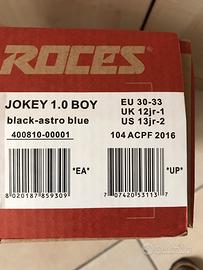 ROCES
JOKEY 1.0 BOY
black-astro blue
400810-00001
EU 30-33
UK 12jr-1
US 13jr-2
104 ACPF 2016
*EA*
*UP*
8 020187 859309
7 07420 53113 7